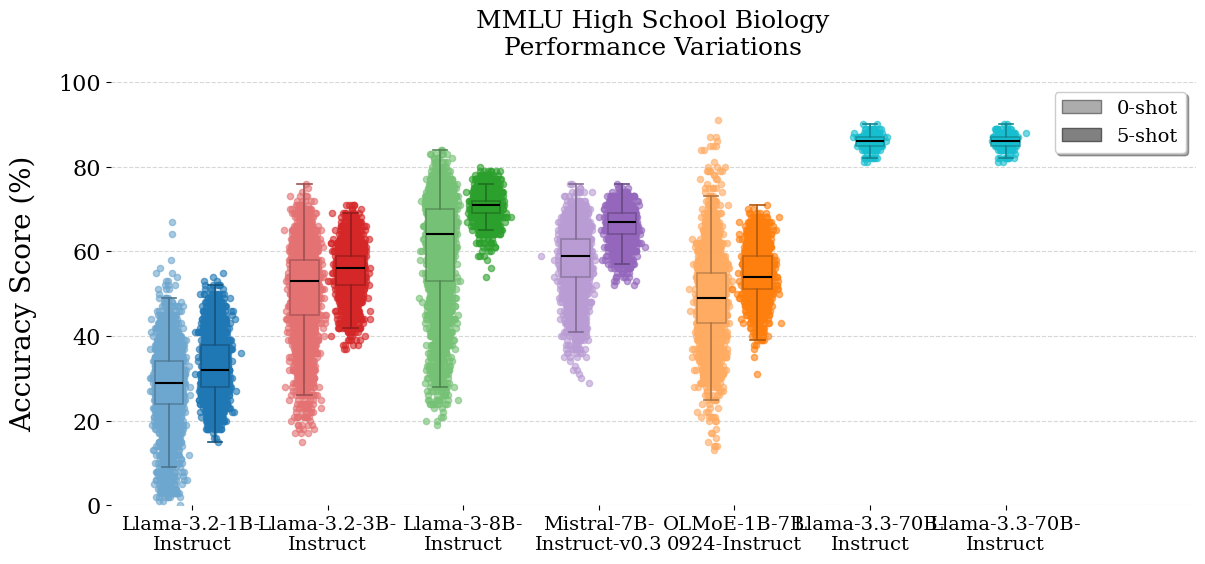 MMLU High School Biology
Performance Variations
Accuracy Score (%)
100
80
60
40
20
0
0-shot
5-shot
Llama-3.2-1B-
Instruct
Llama-3.2-3B-
Instruct
Llama-3-8B-
Instruct
Mistral-7B-
Instruct-v0.3
OLMoE-1B-7B-
0924-Instruct
Llama-3.3-70B-
Instruct
Llama-3.3-70B-
Instruct